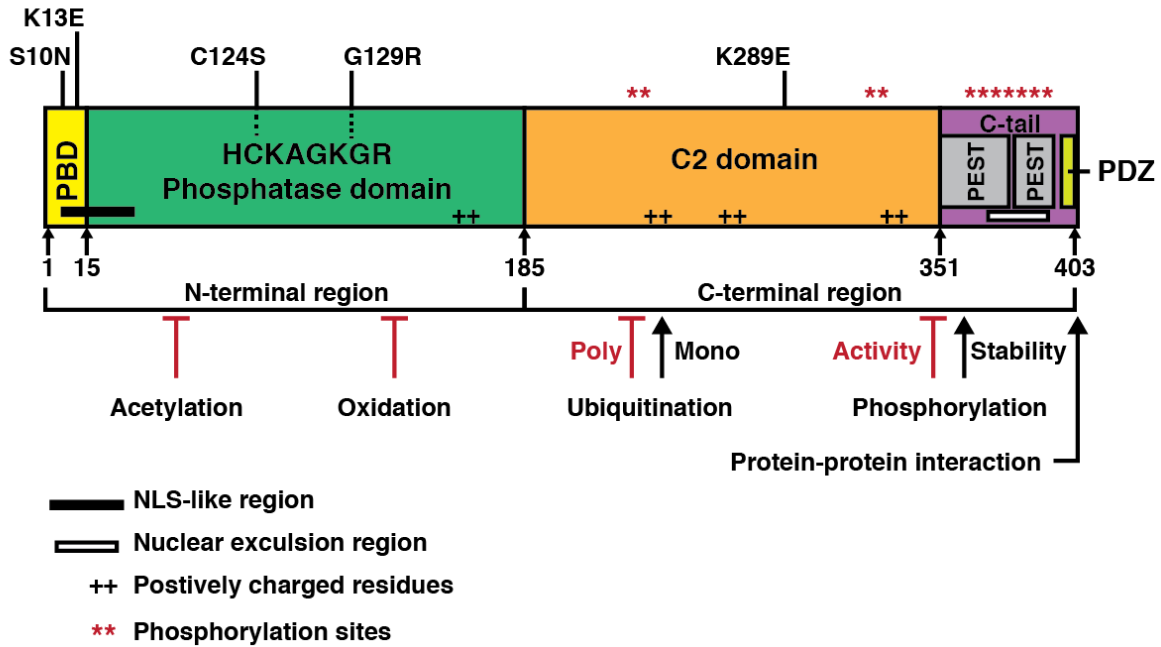 K13E
S10N
C124S
G129R
K289E
** ** *******
PBD
HCKAGKGR
Phosphatase domain
C2 domain
C-tail
PEST
PEST
PDZ
++ ++ ++ ++
1 15 185 351 403
N-terminal region
C-terminal region
Poly
Mono
Activity
Stability
Acetylation
Oxidation
Ubiquitination
Phosphorylation
Protein-protein interaction
NLS-like region
Nuclear exculsion region
++ Postively charged residues
** Phosphorylation sites